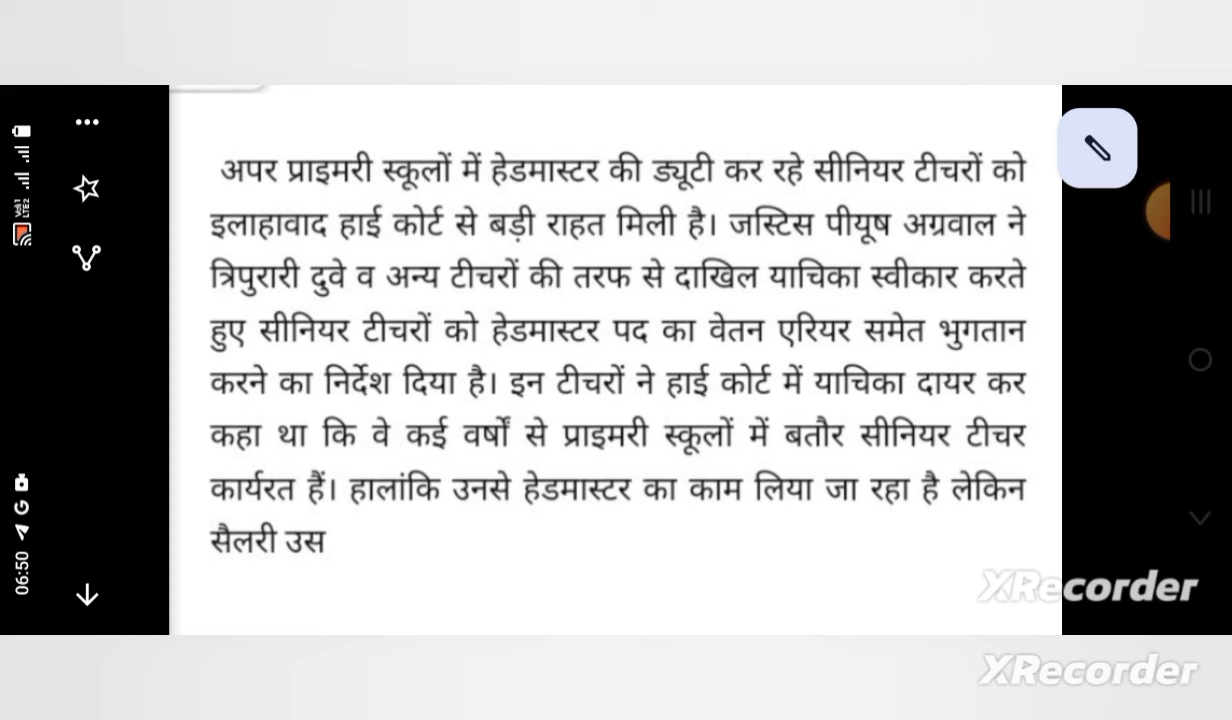 अपर प्राइमरी स्कूलों में हेडमास्टर की ड्यूटी कर रहे सीनियर टीचरों को
इलाहावाद हाई कोर्ट से बड़ी राहत मिली है। जस्टिस पीयूष अग्रवाल ने
त्रिपुरारी दुवे व अन्य टीचरों की तरफ से दाखिल याचिका स्वीकार करते
हुए सीनियर टीचरों को हेडमास्टर पद का वेतन एरियर समेत भुगतान
करने का निर्देश दिया है। इन टीचरों ने हाई कोर्ट में याचिका दायर कर
कहा था कि वे कई वर्षों से प्राइमरी स्कूलों में बतौर सीनियर टीचर
कार्यरत हैं। हालांकि उनसे हेडमास्टर का काम लिया जा रहा है लेकिन
सैलरी उस
06:50
G
LTE2
XRecorder
XRecorder